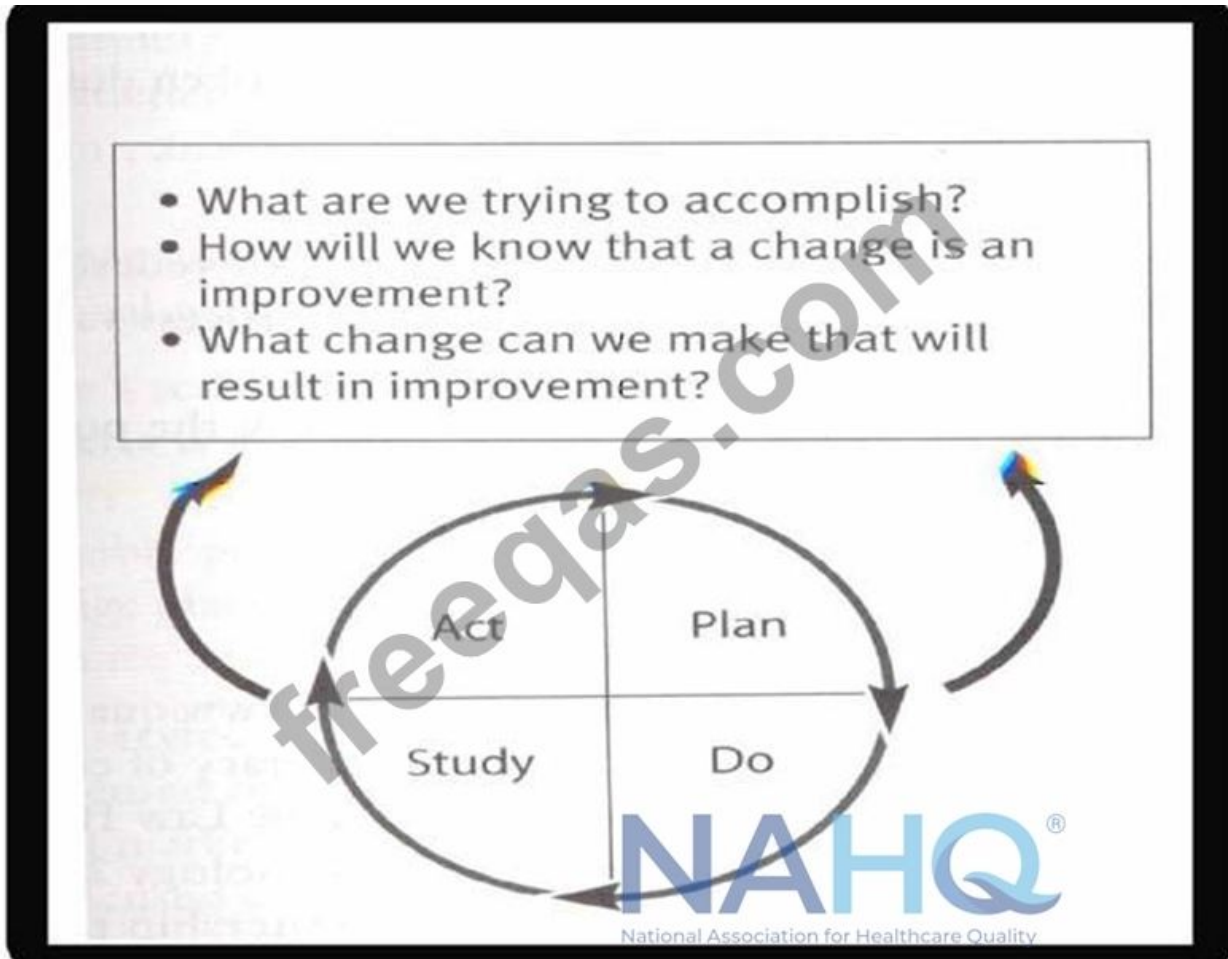 • What are we trying to accomplish?
• How will we know that a change is an
improvement?
• What change can we make that will
result in improvement?
Act
Plan
Study
Do
freeqas.com
NAHQ®
National Association for Healthcare Quality